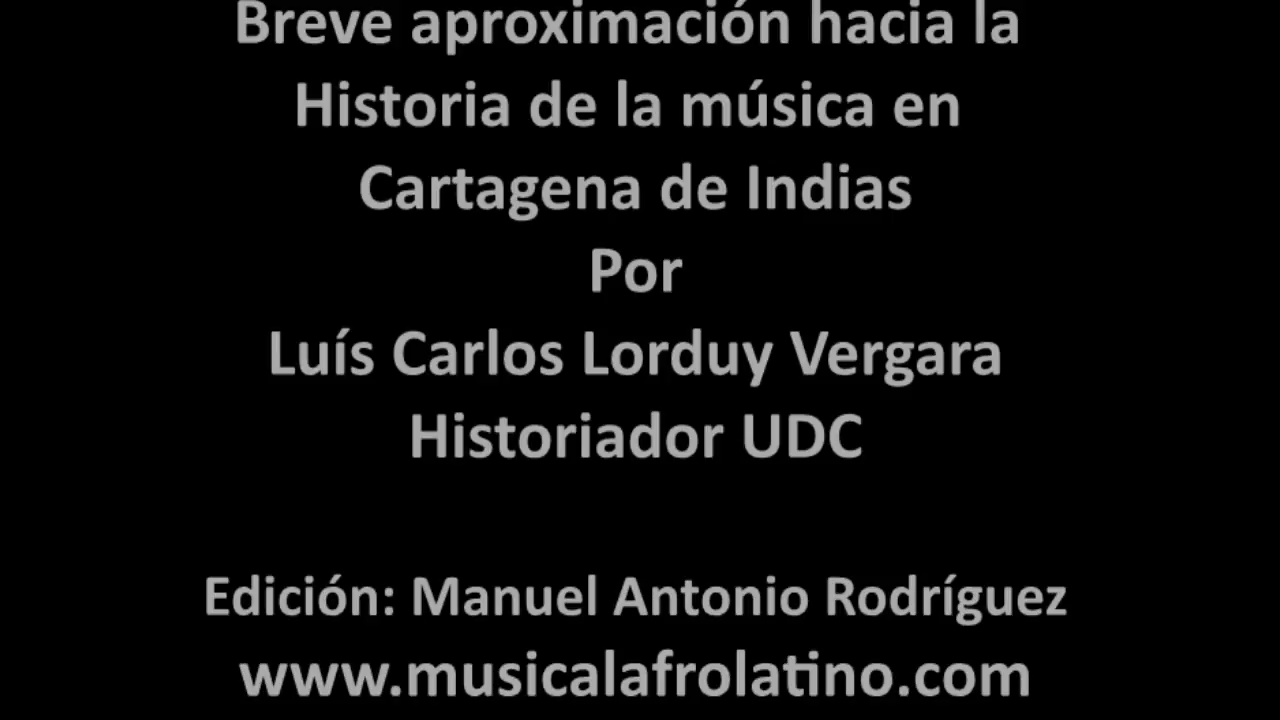 Breve aproximación hacia la
Historia de la música en
Cartagena de Indias
Por
Luís Carlos Lorduy Vergara
Historiador UDC
Edición: Manuel Antonio Rodríguez
www.musicalafrolatino.com